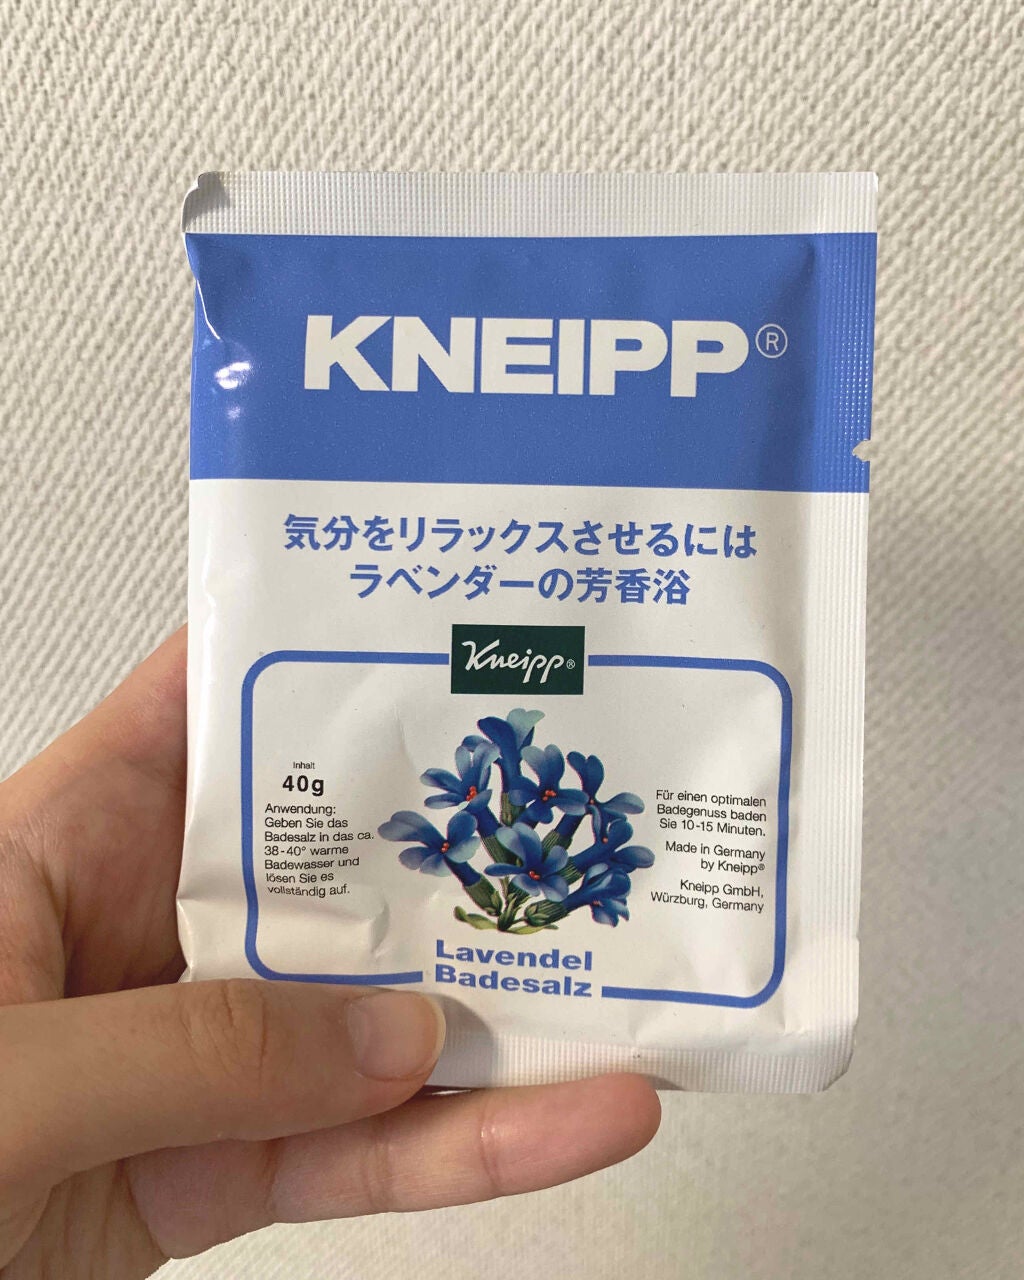 KNEIPP®
気分をリラックスさせるには
ラベンダーの芳香浴
Kneipp®
Inhalt
40g
Anwendung:
Geben Sie das
Badesalz in das ca.
38-40° warme
Badewasser und
lösen Sie es
vollständig auf.
Für einen optimalen
Badegenuss baden
Sie 10-15 Minuten.
Made in Germany
by Kneipp®
Kneipp GmbH,
Würzburg, Germany
Lavendel
Badesalz